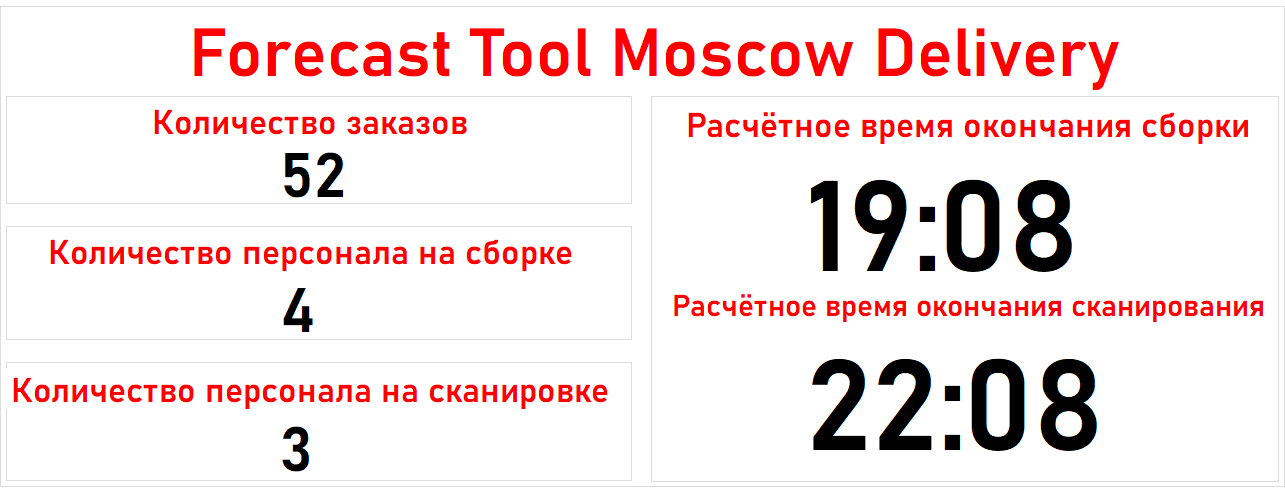 Forecast Tool Moscow Delivery
Количество заказов
52
Количество персонала на сборке
4
Количество персонала на сканировке
3
Расчётное время окончания сборки
19:08
Расчётное время окончания сканирования
22:08